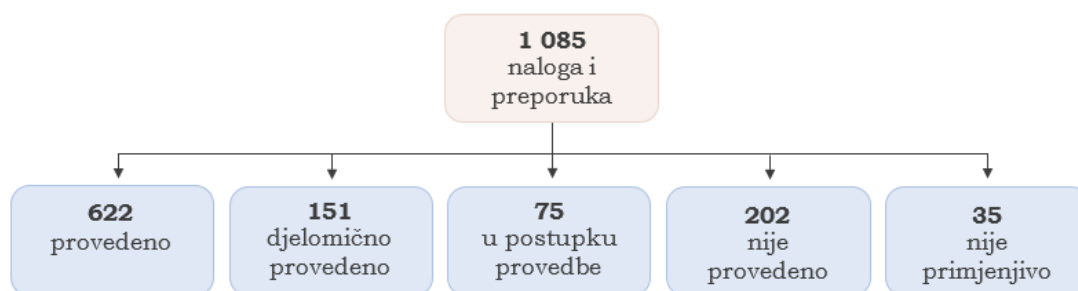 1 085
naloga i
preporuka
622
provedeno
151
djelomično
provedeno
75
u postupku
provedbe
202
nije
provedeno
35
nije
primjenjivo